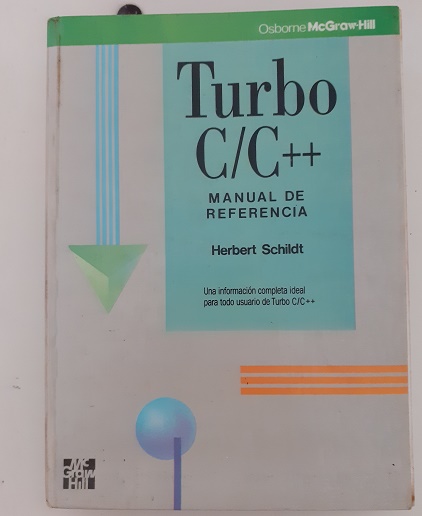 Osborne McGraw-Hill
Turbo
C/C++
MANUAL DE
REFERENCIA
Herbert Schildt
Una información completa ideal
para todo usuario de Turbo C/C++
Mc
Graw
Hill